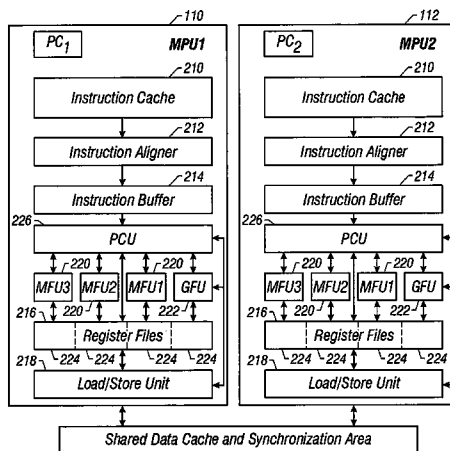 110
112
PC1 MPU1
PC2 MPU2
210
210
Instruction Cache
Instruction Cache
212
212
Instruction Aligner
Instruction Aligner
214
214
Instruction Buffer
Instruction Buffer
226
226
PCU
PCU
220 220
220 220
MFU3 MFU2 MFU1 GFU
MFU3 MFU2 MFU1 GFU
216 220 220 222
216 220 220 222
Register Files
Register Files
224 224 224 224
224 224 224 224
218
218
Load/Store Unit
Load/Store Unit
Shared Data Cache and Synchronization Area